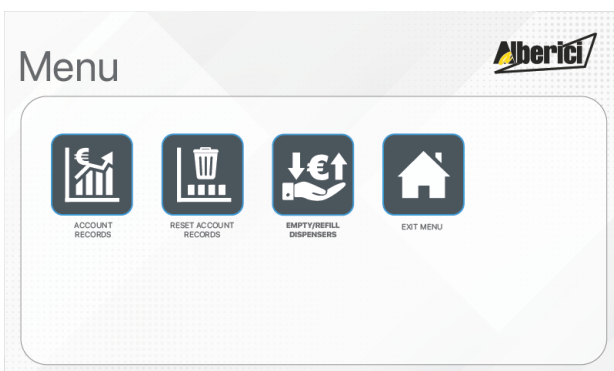 Menu
Alberici
ACCOUNT
RECORDS
RESET ACCOUNT
RECORDS
EMPTY/REFILL
DISPENSERS
EXIT MENU